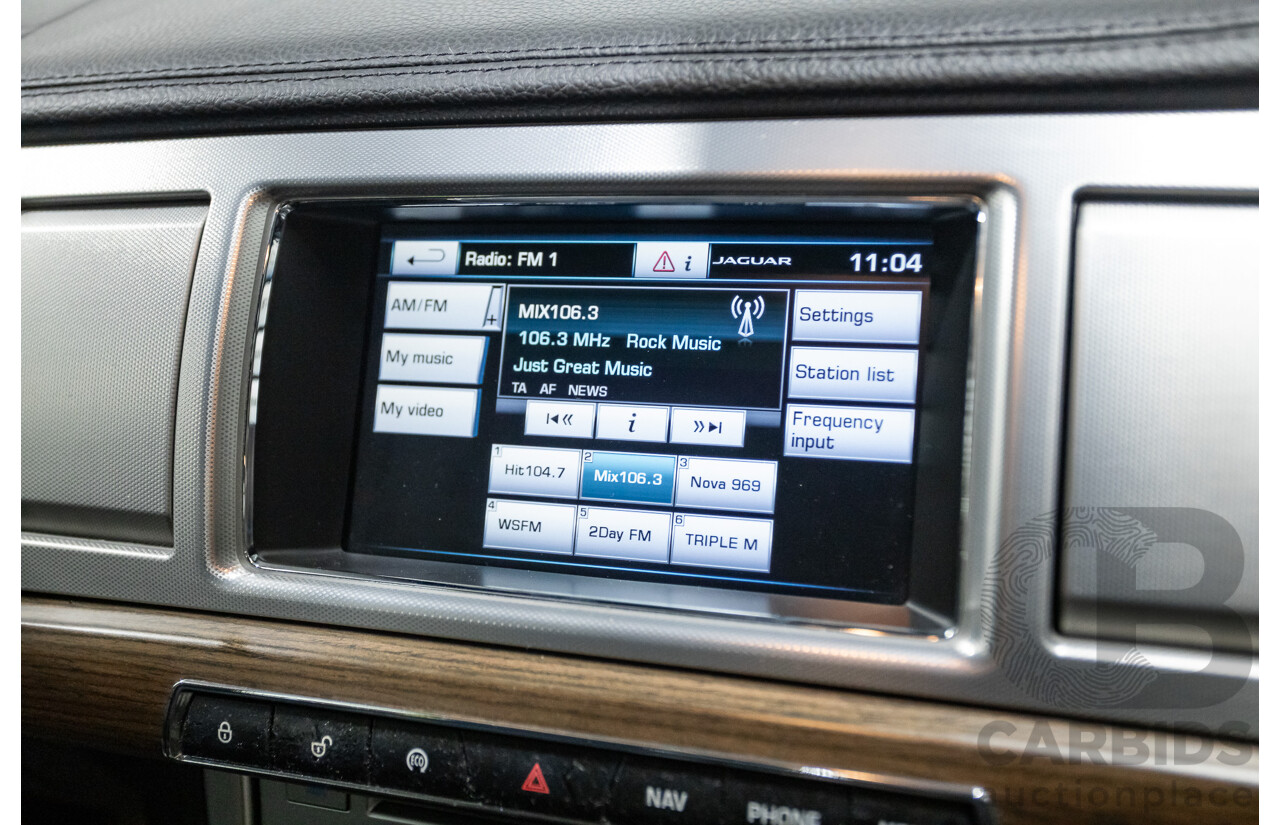 Radio: FM 1
i
JAGUAR
11:04
AM/FM
+
My music
My video
MIX106.3
106.3 MHz Rock Music
Just Great Music
TA AF NEWS
i
Settings
Station list
Frequency
input
1 Hit104.7
2 Mix106.3
3 Nova 969
4 WSFM
5 2Day FM
6 TRIPLE M
ECO
NAV
PHONE
CB
CARBIDS
auctionplace